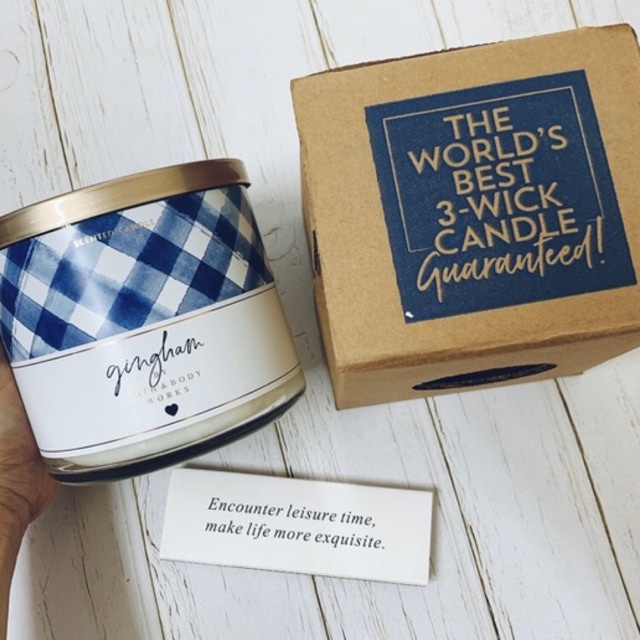 SCENTED CANDLE
gingham
& BODY
WORKS
THE
WORLD'S
BEST
3-WICK
CANDLE
Guaranteed!
Encounter leisure time,
make life more exquisite.